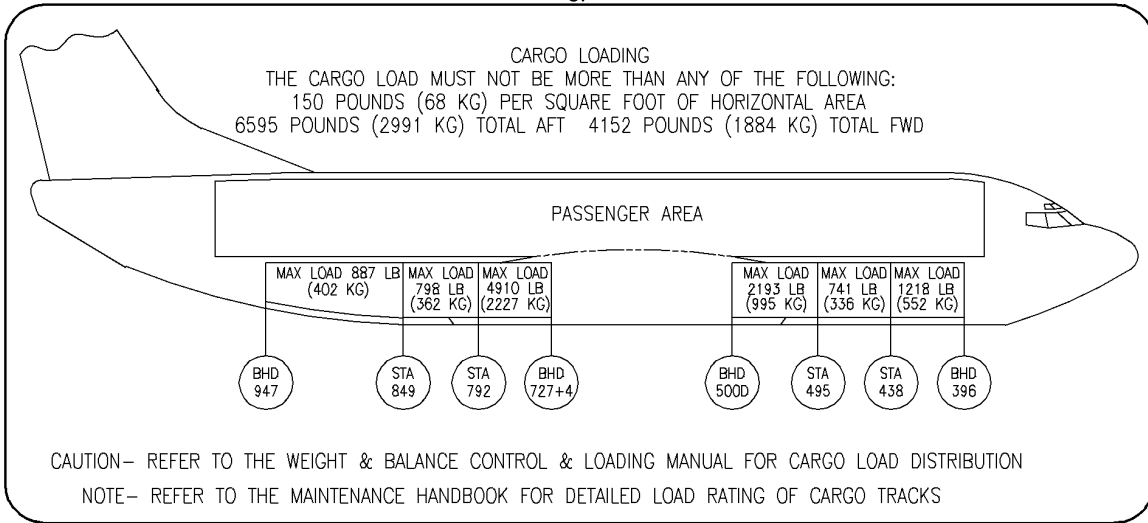 CARGO LOADING
THE CARGO LOAD MUST NOT BE MORE THAN ANY OF THE FOLLOWING:
150 POUNDS (68 KG) PER SQUARE FOOT OF HORIZONTAL AREA
6595 POUNDS (2991 KG) TOTAL AFT 4152 POUNDS (1884 KG) TOTAL FWD
PASSENGER AREA
MAX LOAD 887 LB
(402 KG)
MAX LOAD
798 LB
(362 KG)
MAX LOAD
4910 LB
(2227 KG)
MAX LOAD
2193 LB
(995 KG)
MAX LOAD
741 LB
(336 KG)
MAX LOAD
1218 LB
(552 KG)
BHD
947
STA
849
STA
792
BHD
727+4
BHD
500D
STA
495
STA
438
BHD
396
CAUTION– REFER TO THE WEIGHT & BALANCE CONTROL & LOADING MANUAL FOR CARGO LOAD DISTRIBUTION
NOTE– REFER TO THE MAINTENANCE HANDBOOK FOR DETAILED LOAD RATING OF CARGO TRACKS